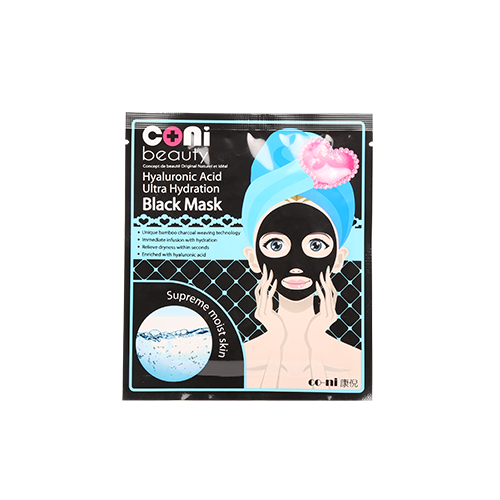 coni
beauty
Concept de beauté Original Naturel et Idéal
Hyaluronic Acid
Ultra Hydration
Black Mask
• Unique bamboo charcoal weaving technology
• Immediate infusion with hydration
• Relieve dryness within seconds
• Enriched with hyaluronic acid
Supreme moist skin
co-ni 康倪